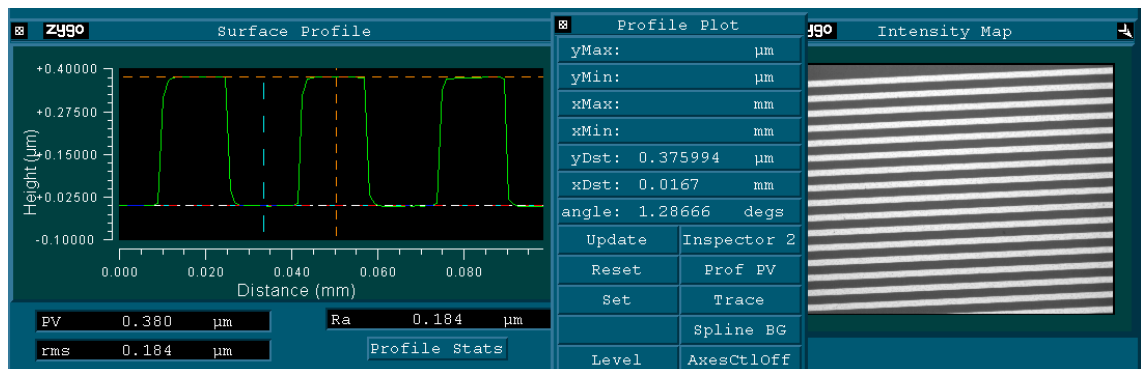 zygo Surface Profile
+0.40000
+0.27500
+0.15000
+0.02500
-0.10000
Height (µm)
0.000 0.020 0.040 0.060 0.080
Distance (mm)
PV 0.380 µm
rms 0.184 µm
Ra 0.184 µm
Profile Stats
Profile Plot
yMax: µm
yMin: µm
xMax: mm
xMin: mm
yDst: 0.375994 µm
xDst: 0.0167 mm
angle: 1.28666 degs
Update Inspector 2
Reset Prof PV
Set Trace
Spline BG
Level AxesCtlOff
ygo Intensity Map